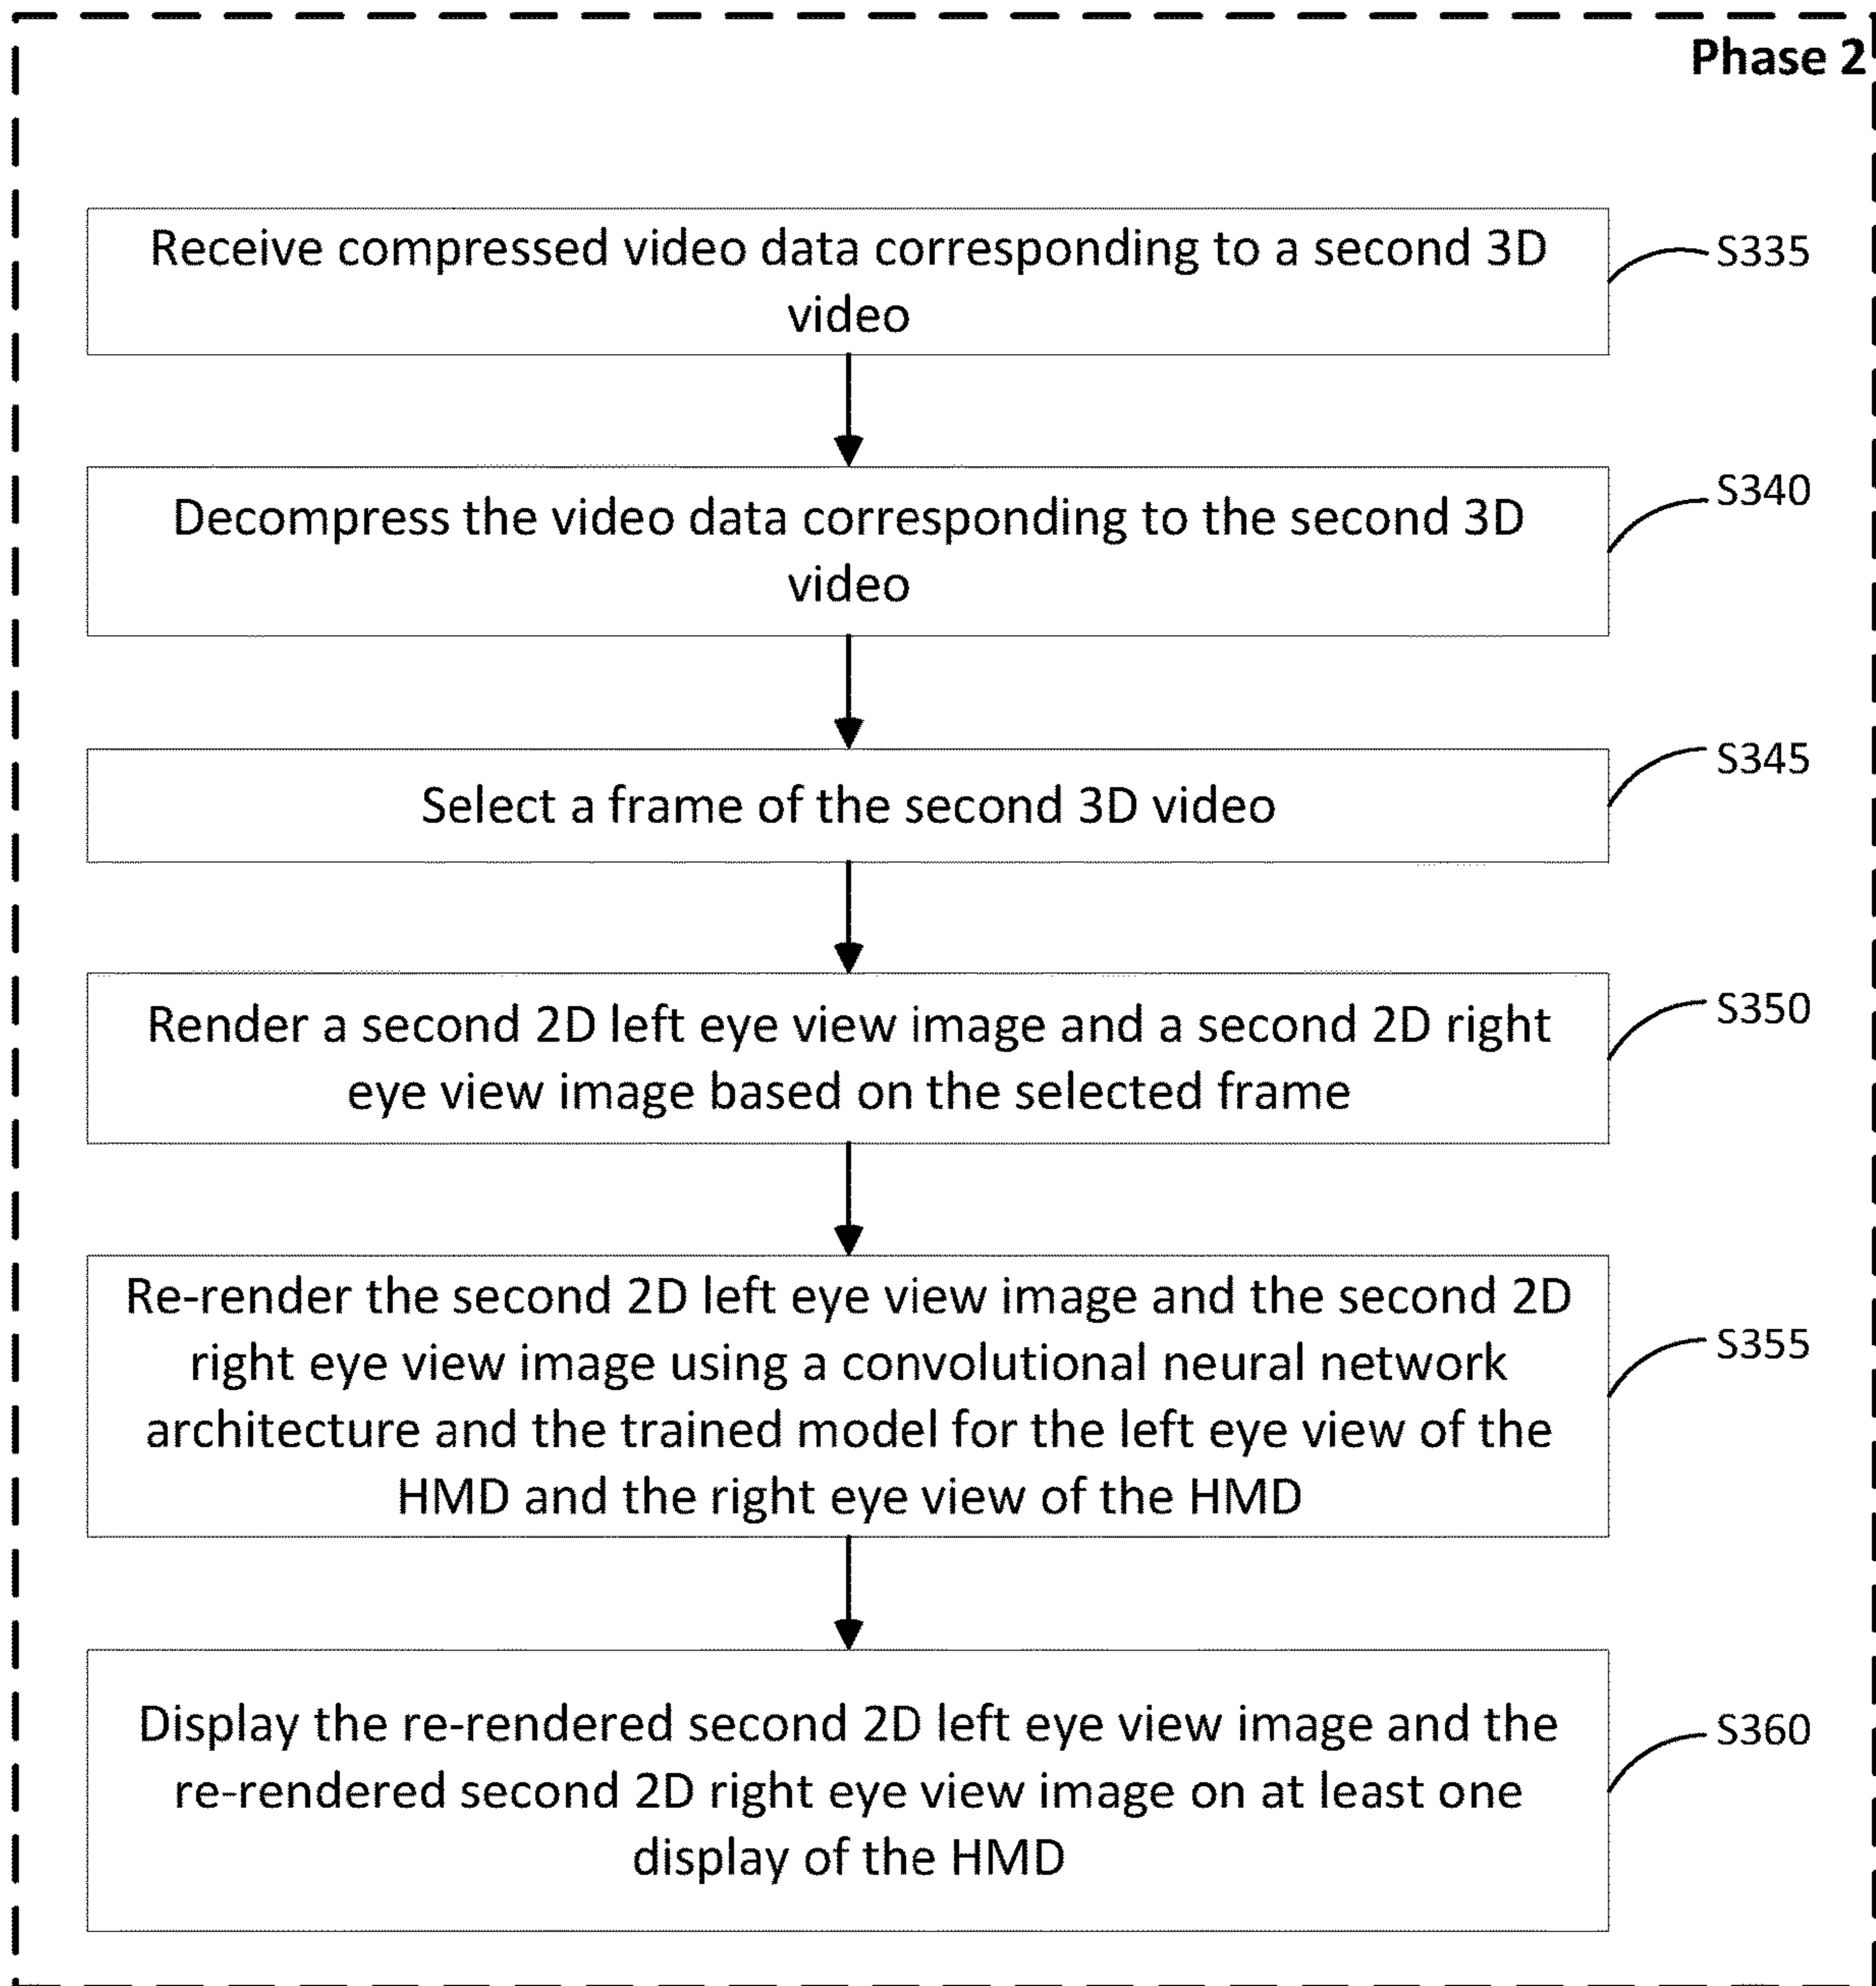 Phase 2
Receive compressed video data corresponding to a second 3D
video
S335
Decompress the video data corresponding to the second 3D
video
S340
Select a frame of the second 3D video
S345
Render a second 2D left eye view image and a second 2D right
eye view image based on the selected frame
S350
Re-render the second 2D left eye view image and the second 2D
right eye view image using a convolutional neural network
architecture and the trained model for the left eye view of the
HMD and the right eye view of the HMD
S355
Display the re-rendered second 2D left eye view image and the
re-rendered second 2D right eye view image on at least one
display of the HMD
S360